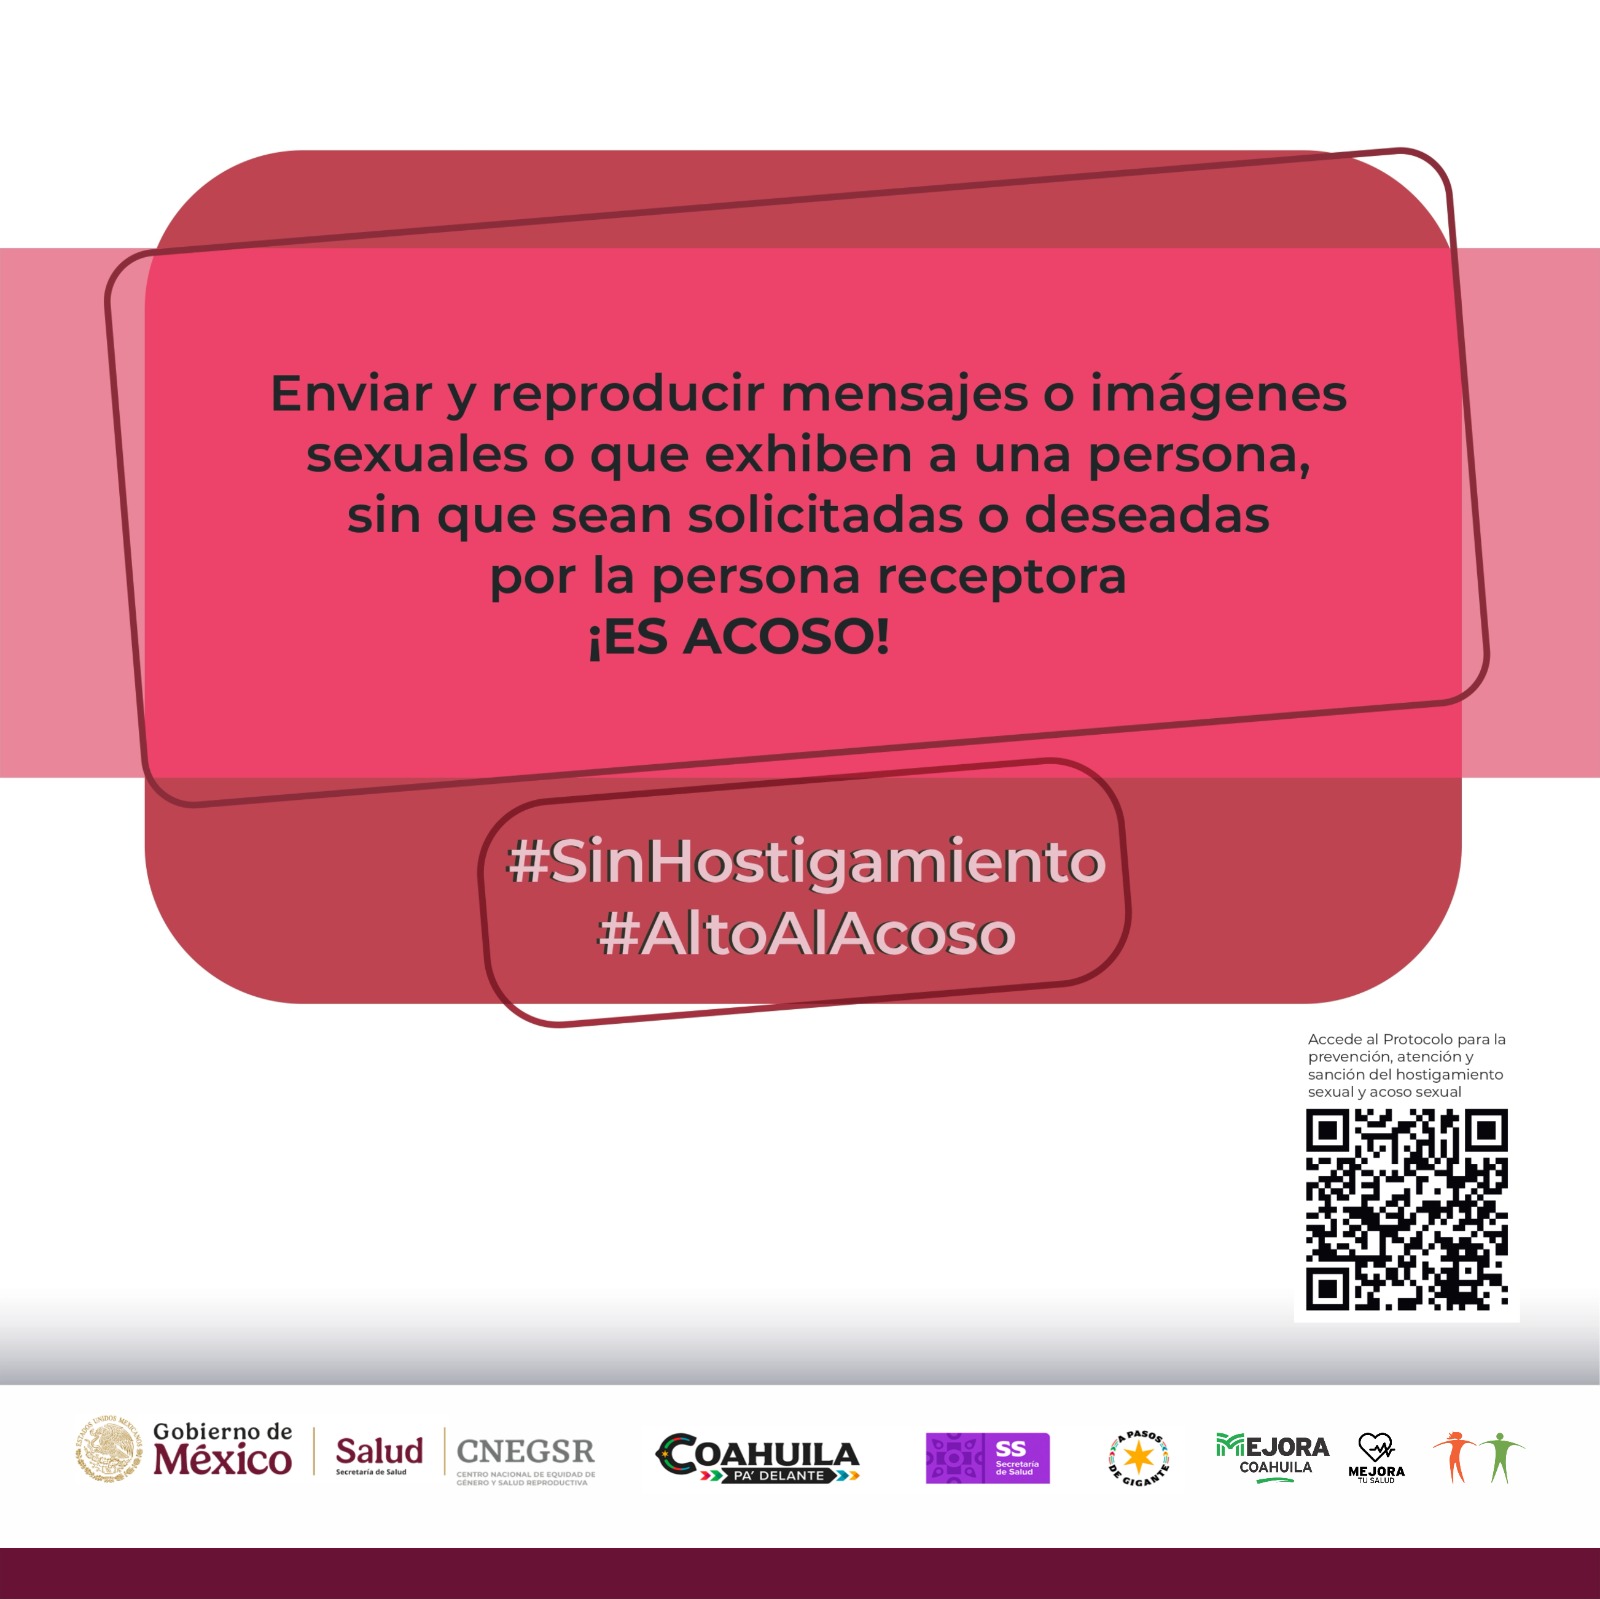 Enviar y reproducir mensajes o imágenes
sexuales o que exhiben a una persona,
sin que sean solicitadas o deseadas
por la persona receptora
¡ES ACOSO!
#SinHostigamiento
#AltoAlAcoso
Accede al Protocolo para la
prevención, atención y
sanción del hostigamiento
sexual y acoso sexual
ESTADOS UNIDOS MEXICANOS
Gobierno de
México
Salud
Secretaría de Salud
CNEGSR
CENTRO NACIONAL DE EQUIDAD DE
GÉNERO Y SALUD REPRODUCTIVA
COAHUILA
PA' DELANTE
SS
Secretaría
de Salud
A PASOS
DE GIGANTE
MEJORA
COAHUILA
MEJORA
TU SALUD